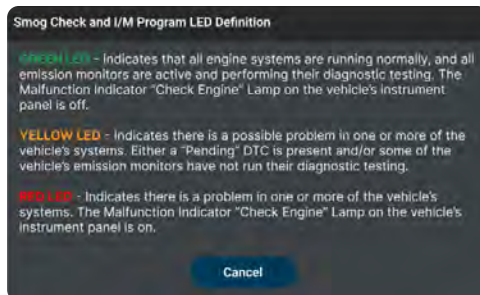 Smog Check and I/M Program LED Definition
GREEN LED - Indicates that all engine systems are running normally, and all
emission monitors are active and performing their diagnostic testing. The
Malfunction Indicator "Check Engine" Lamp on the vehicle's instrument
panel is off.
YELLOW LED - Indicates there is a possible problem in one or more of the
vehicle's systems. Either a "Pending" DTC is present and/or some of the
vehicle's emission monitors have not run their diagnostic testing.
RED LED - Indicates there is a problem in one or more of the vehicle's
systems. The Malfunction Indicator "Check Engine" Lamp on the vehicle's
instrument panel is on.
Cancel